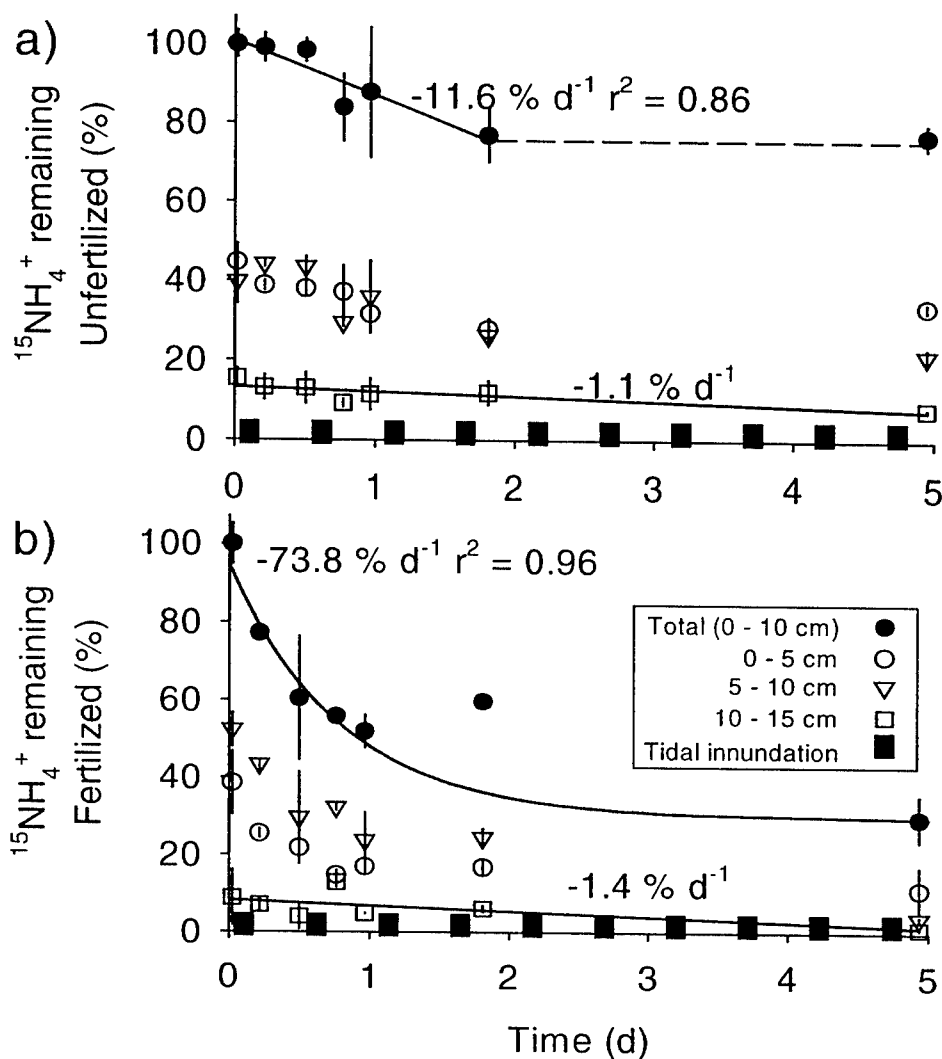 a)
¹⁵NH₄⁺ remaining
Unfertilized (%)
100
80
60
40
20
0
-11.6 % d⁻¹ r² = 0.86
-1.1 % d⁻¹
0 1 2 3 4 5
b)
¹⁵NH₄⁺ remaining
Fertilized (%)
100
80
60
40
20
0
-73.8 % d⁻¹ r² = 0.96
Total (0 - 10 cm)
0 - 5 cm
5 - 10 cm
10 - 15 cm
Tidal innundation
-1.4 % d⁻¹
0 1 2 3 4 5
Time (d)